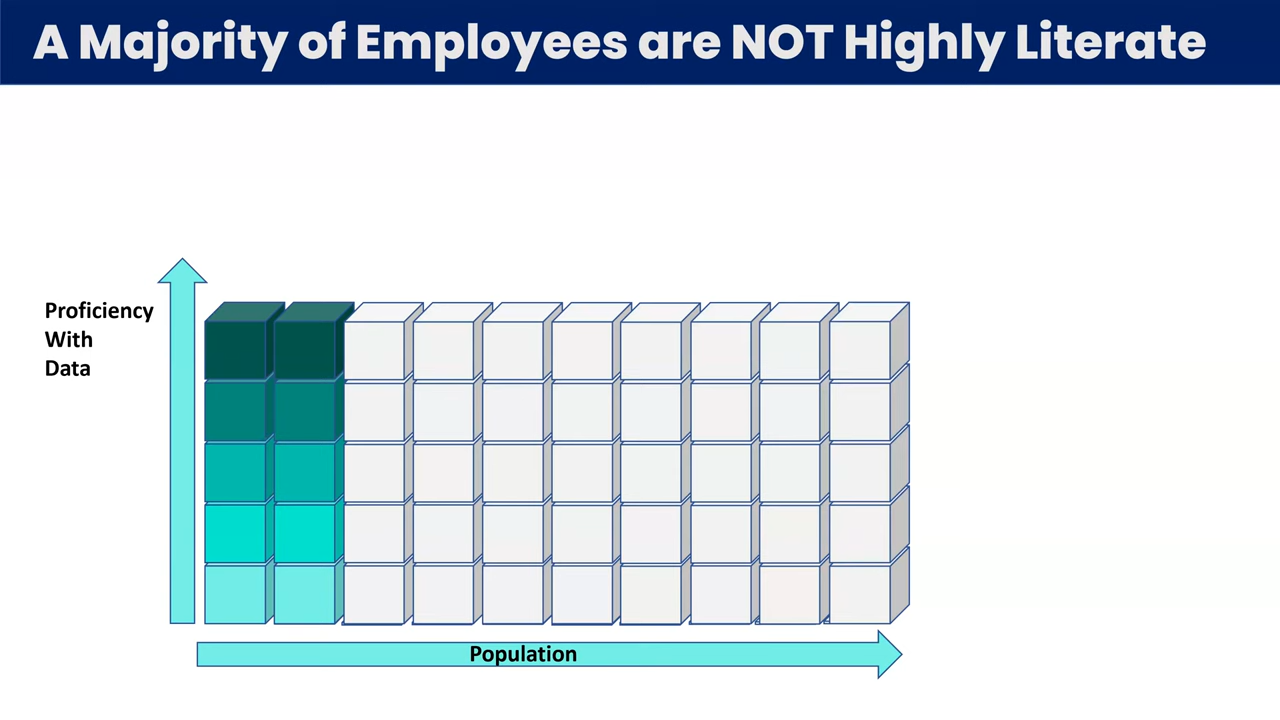 A Majority of Employees are NOT Highly Literate
Proficiency
With
Data
Population